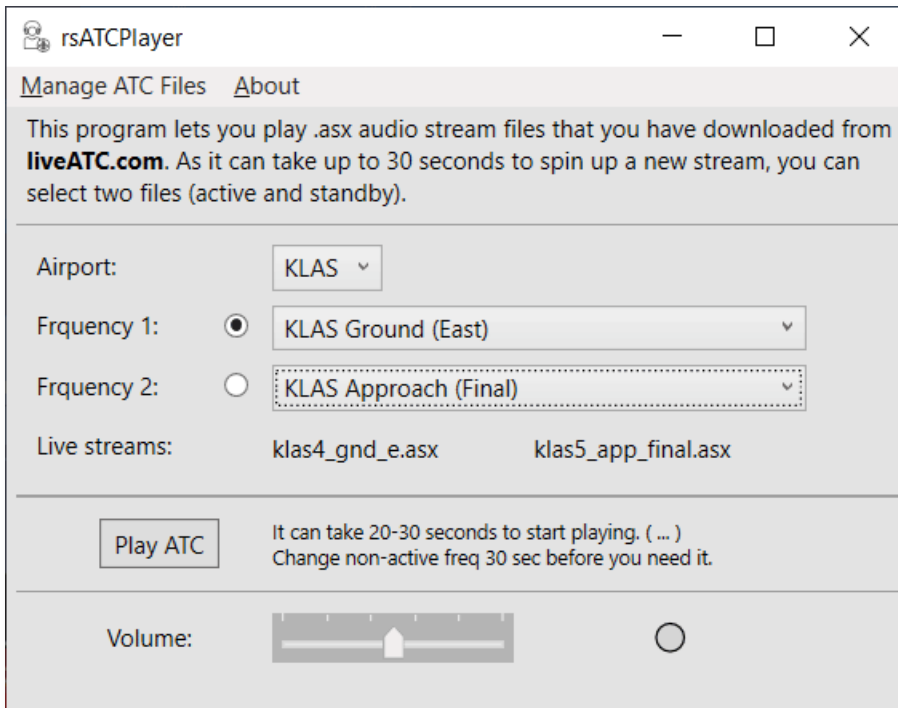 rsATCPlayer
Manage ATC Files About
This program lets you play .asx audio stream files that you have downloaded from
liveATC.com. As it can take up to 30 seconds to spin up a new stream, you can
select two files (active and standby).
Airport: KLAS
Frquency 1: KLAS Ground (East)
Frquency 2: KLAS Approach (Final)
Live streams: klas4_gnd_e.asx klas5_app_final.asx
Play ATC
It can take 20-30 seconds to start playing. ( ... )
Change non-active freq 30 sec before you need it.
Volume: